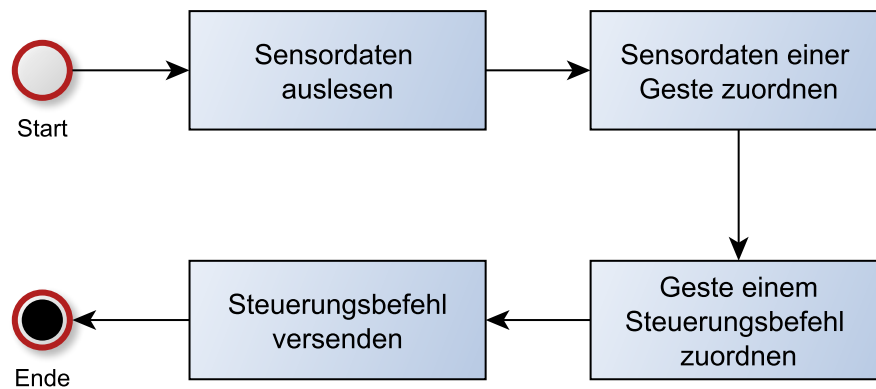 Start
Sensordaten
auslesen
Sensordaten einer
Geste zuordnen
Geste einem
Steuerungsbefehl
zuordnen
Steuerungsbefehl
versenden
Ende